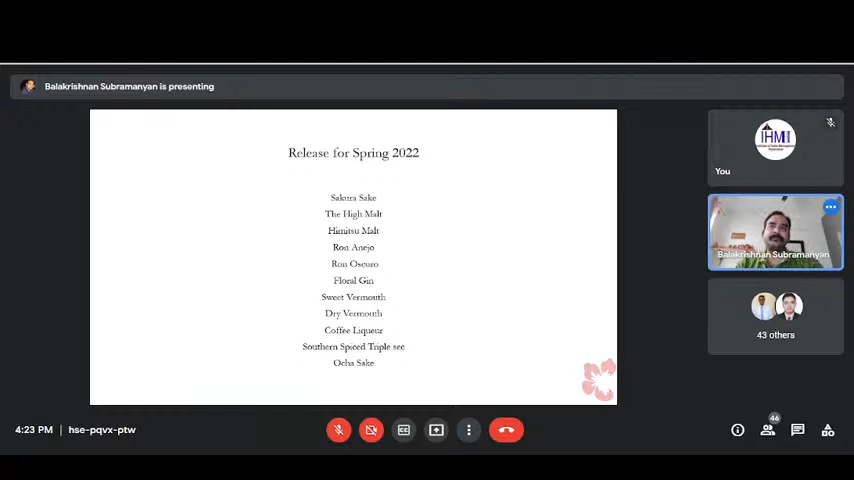 Balakrishnan Subramanyan is presenting
Release for Spring 2022
Sakura Sake
The High Malt
Himitsu Malt
Ron Anejo
Ron Oscuro
Floral Gin
Sweet Vermouth
Dry Vermouth
Coffee Liqueur
Southern Spiced Triple sec
Ocha Sake
IHM
You
Balakrishnan Subramanyan
43 others
4:23 PM | hse-pqvx-ptw
46